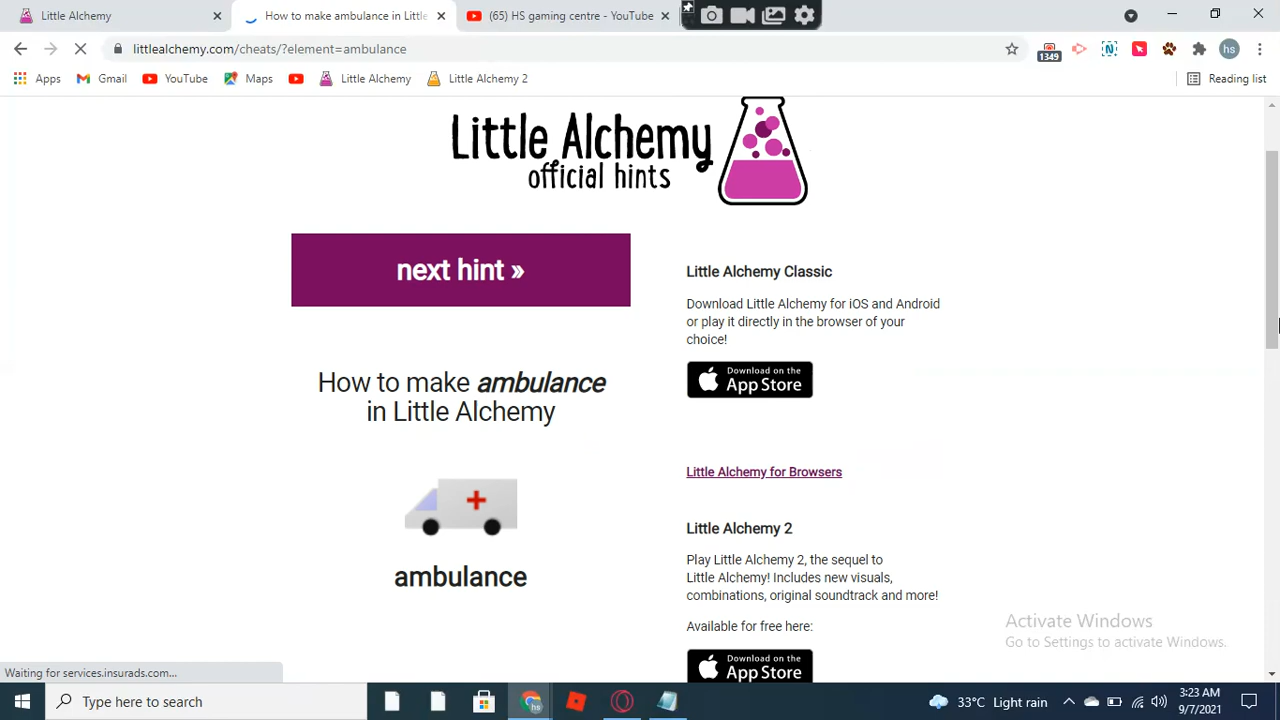 Little Alchemy
How to make ambulance in Little
(65) HS gaming centre - YouTube
littlealchemy.com/cheats/?element=ambulance
hs
1349
Apps
Gmail
YouTube
Maps
Little Alchemy
Little Alchemy 2
Reading list
Little Alchemy
official hints
next hint »
Little Alchemy Classic
Download Little Alchemy for iOS and Android
or play it directly in the browser of your
choice!
Download on the
App Store
How to make ambulance
in Little Alchemy
Little Alchemy for Browsers
Little Alchemy 2
ambulance
Play Little Alchemy 2, the sequel to
Little Alchemy! Includes new visuals,
combinations, original soundtrack and more!
Available for free here:
Download on the
App Store
Activate Windows
Go to Settings to activate Windows.
Waiting for services.insurads.com...
Type here to search
hs
33°C Light rain
3:23 AM
9/7/2021